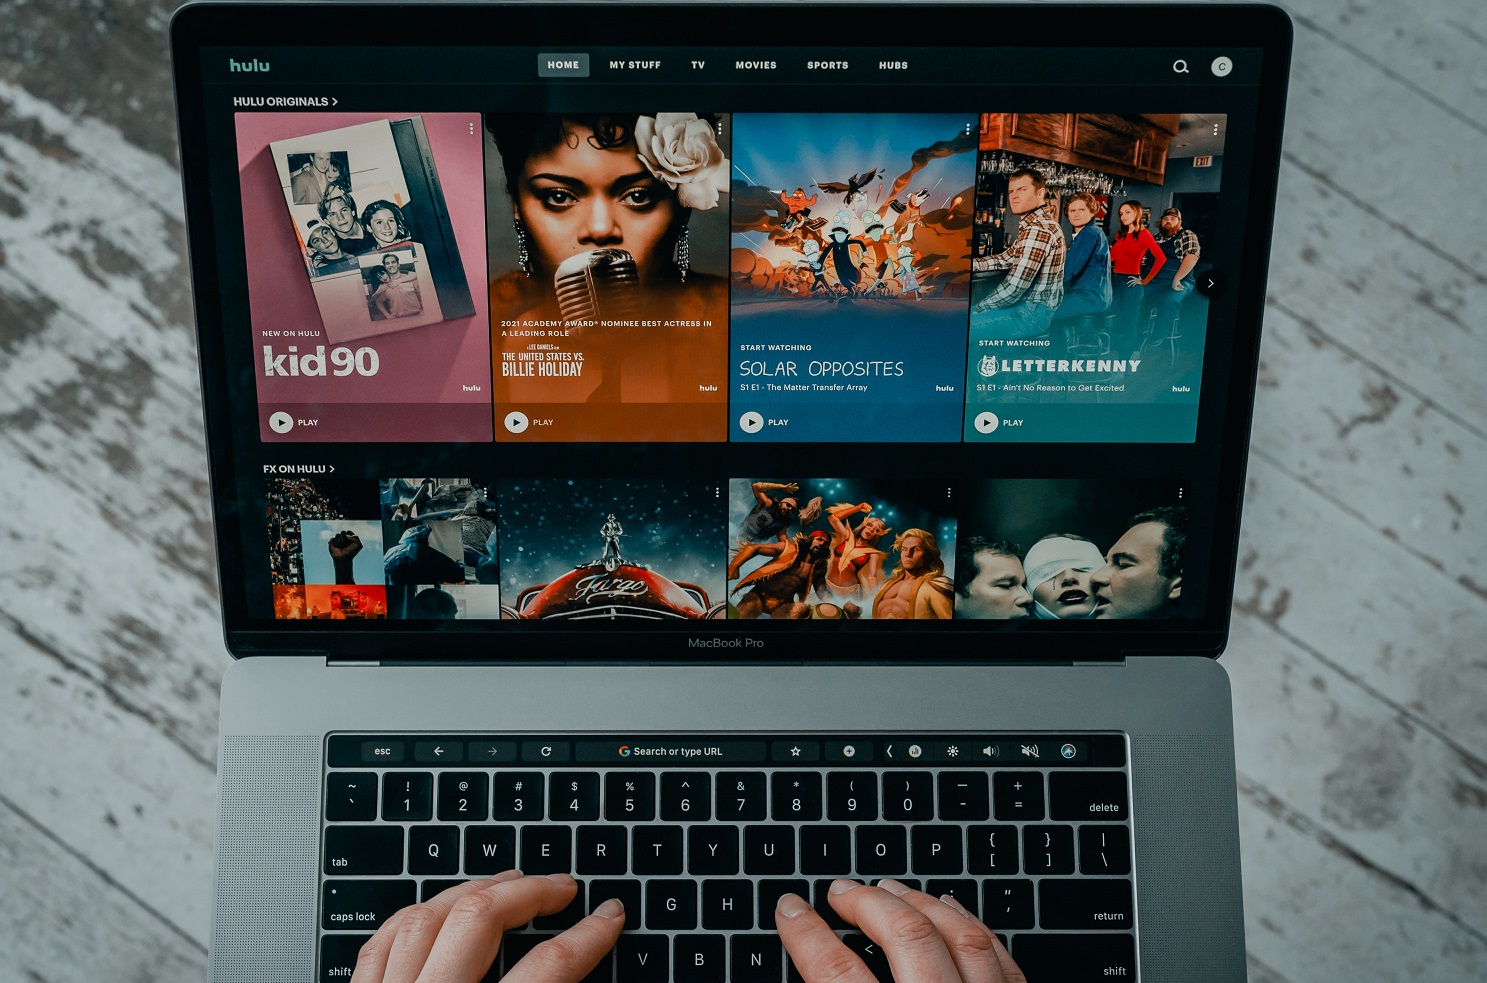 hulu
HOME MY STUFF TV MOVIES SPORTS HUBS
C
HULU ORIGINALS >
EXIT
NEW ON HULU
kid 90
hulu
PLAY
2021 ACADEMY AWARD® NOMINEE BEST ACTRESS IN
A LEADING ROLE
A LEE DANIELS FILM
THE UNITED STATES VS.
BILLIE HOLIDAY
hulu
PLAY
START WATCHING
SOLAR OPPOSITES
S1 E1 - The Matter Transfer Array
hulu
PLAY
START WATCHING
LETTERKENNY
S1 E1 - Ain't No Reason to Get Excited
hulu
PLAY
FX ON HULU >
Fargo
MacBook Pro
esc G Search or type URL
~ ! @ # $ % ^ & * ( ) — +
` 1 2 3 4 5 6 7 8 9 0 - = delete
tab Q W E R T Y U I O P { [ } ] | \
caps lock G H : " , return
shift V B N < shift